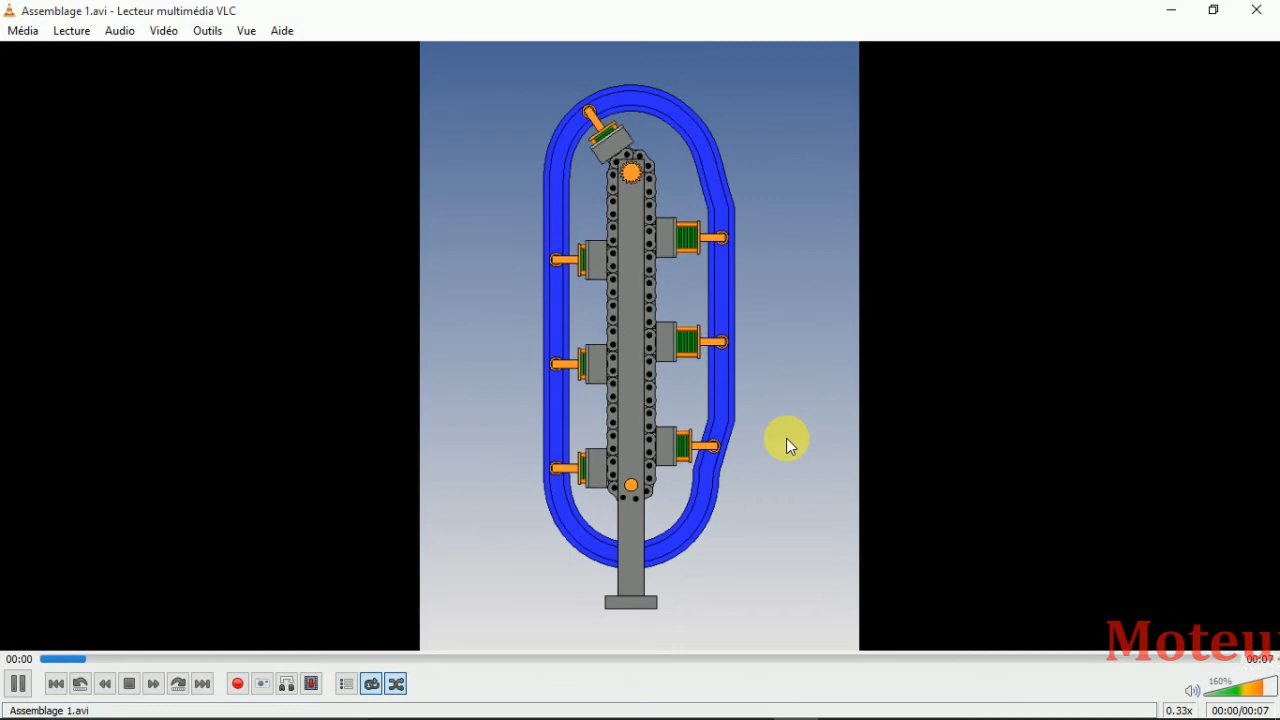 Assemblage 1.avi - Lecteur multimédia VLC
Média Lecture Audio Vidéo Outils Vue Aide
Moteu
00:00
00:07
160%
Assemblage 1.avi
0.33x
00:00/00:07